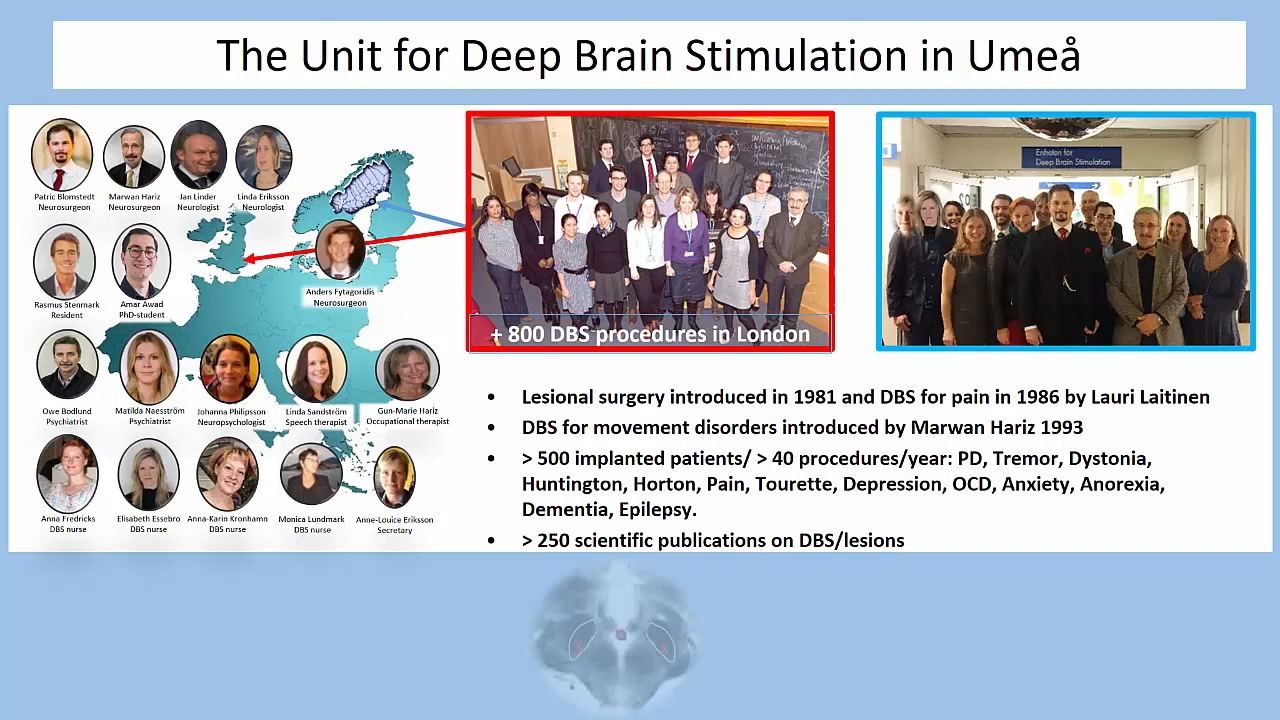 The Unit for Deep Brain Stimulation in Umeå
Patric Blomstedt
Neurosurgeon
Marwan Hariz
Neurosurgeon
Jan Linder
Neurologist
Linda Eriksson
Neurologist
Rasmus Stenmark
Resident
Amar Awad
PhD-student
Anders Fytagoridis
Neurosurgeon
Owe Bodlund
Psychiatrist
Matilda Naesström
Psychiatrist
Johanna Philipsson
Neuropsychologist
Linda Sandström
Speech therapist
Gun-Marie Hariz
Occupational therapist
Anna Fredricks
DBS nurse
Elisabeth Essebro
DBS nurse
Anna-Karin Kronhamn
DBS nurse
Monica Lundmark
DBS nurse
Anne-Louice Eriksson
Secretary
+ 800 DBS procedures in London
Enheten för
Deep Brain Stimulation
• Lesional surgery introduced in 1981 and DBS for pain in 1986 by Lauri Laitinen
• DBS for movement disorders introduced by Marwan Hariz 1993
• > 500 implanted patients/ > 40 procedures/year: PD, Tremor, Dystonia,
Huntington, Horton, Pain, Tourette, Depression, OCD, Anxiety, Anorexia,
Dementia, Epilepsy.
• > 250 scientific publications on DBS/lesions